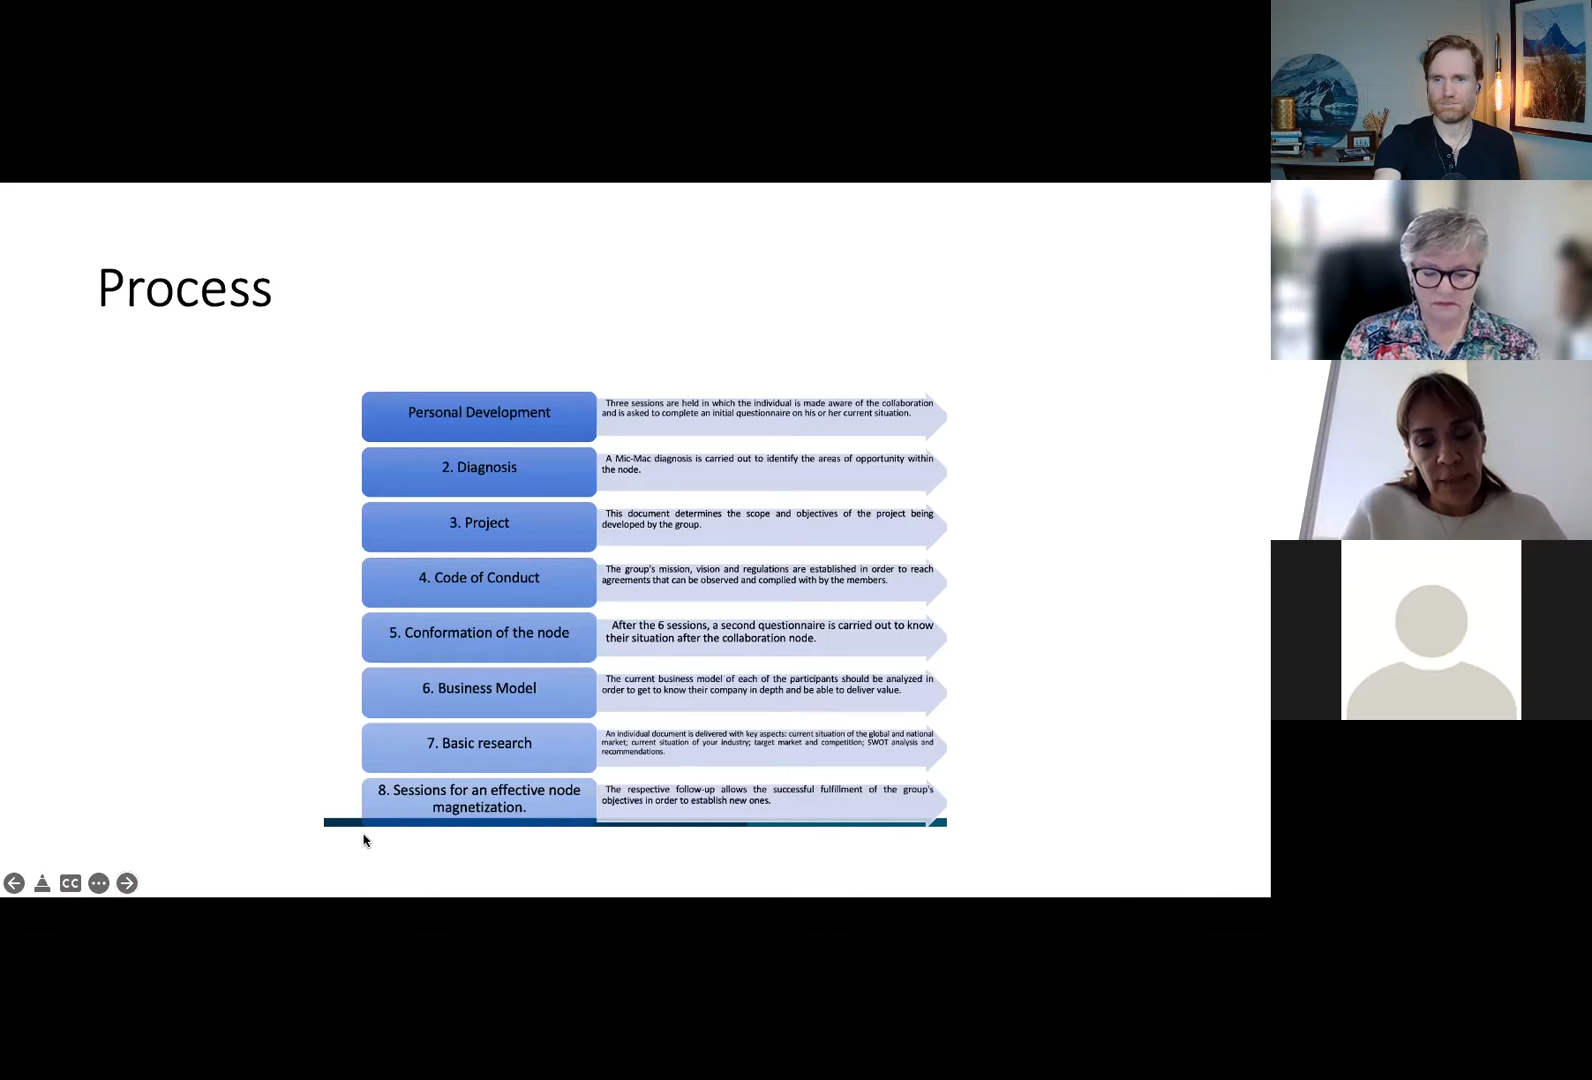 Process
Personal Development
Three sessions are held in which the individual is made aware of the collaboration
and is asked to complete an initial questionnaire on his or her current situation.
2. Diagnosis
A Mic-Mac diagnosis is carried out to identify the areas of opportunity within
the node.
3. Project
This document determines the scope and objectives of the project being
developed by the group.
4. Code of Conduct
The group's mission, vision and regulations are established in order to reach
agreements that can be observed and complied with by the members.
5. Conformation of the node
After the 6 sessions, a second questionnaire is carried out to know
their situation after the collaboration node.
6. Business Model
The current business model of each of the participants should be analyzed in
order to get to know their company in depth and be able to deliver value.
7. Basic research
An individual document is delivered with key aspects: current situation of the global and national
market; current situation of your industry; target market and competition; SWOT analysis and
recommendations.
8. Sessions for an effective node
magnetization.
The respective follow-up allows the successful fulfillment of the group's
objectives in order to establish new ones.
CC